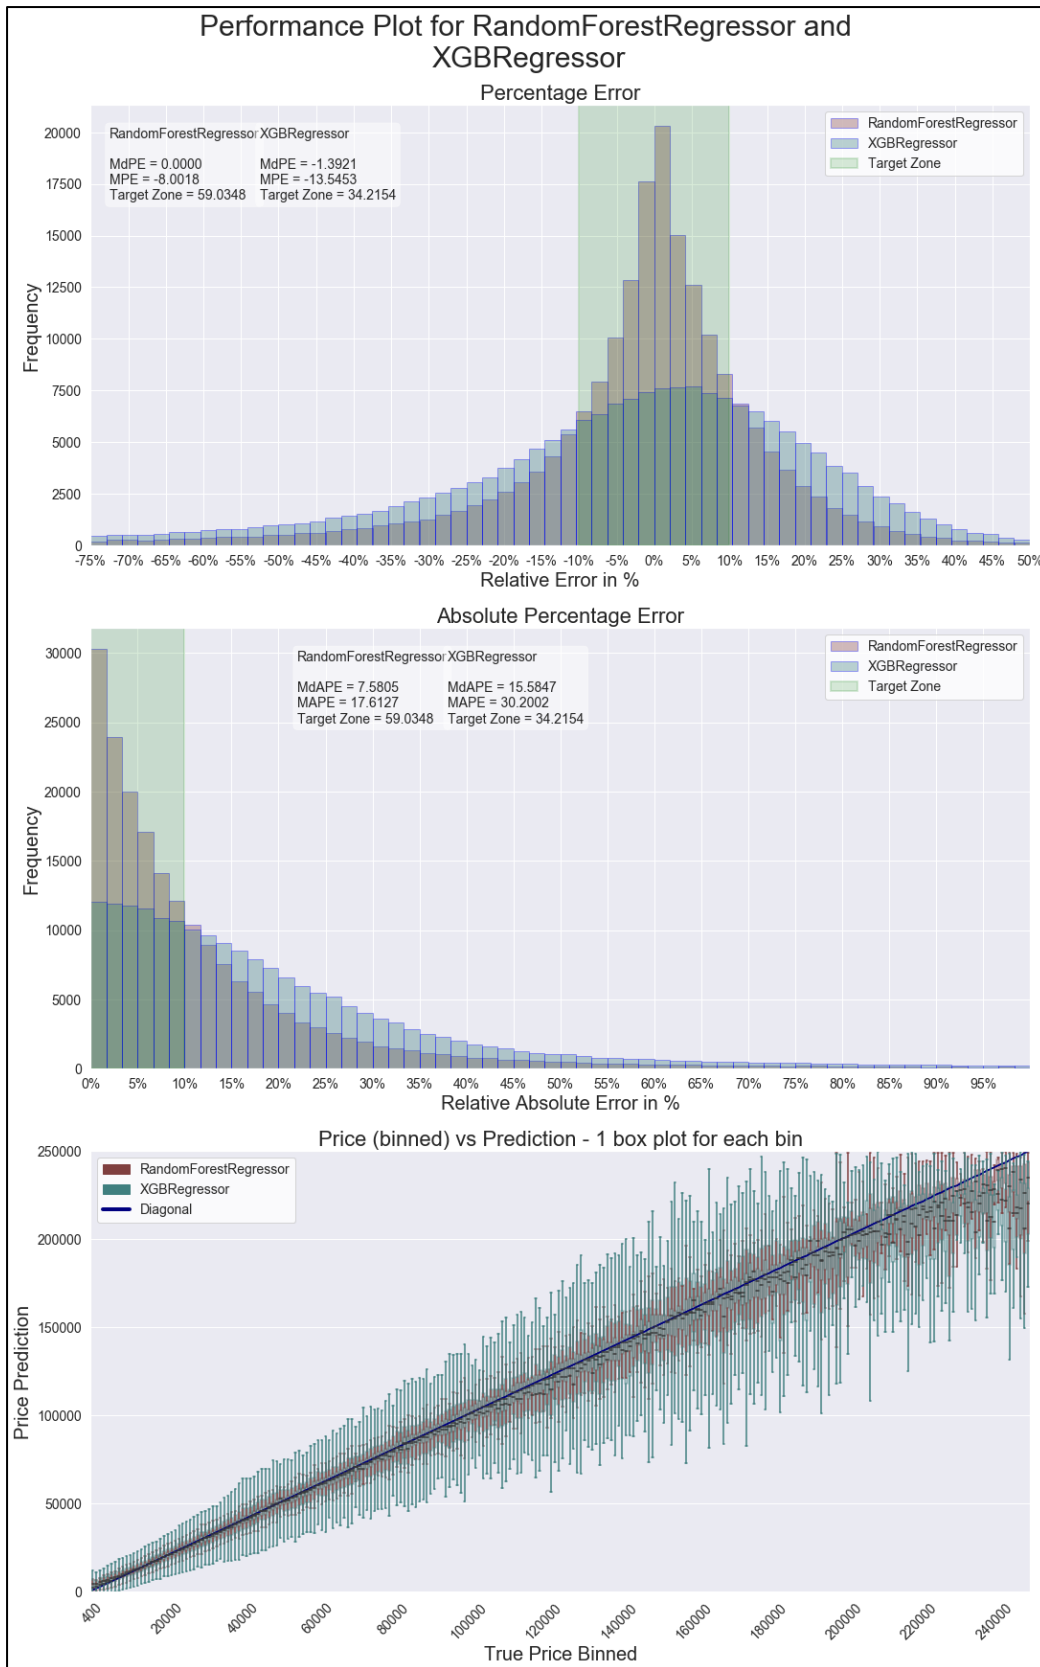 Performance Plot for RandomForestRegressor and
XGBRegressor
Percentage Error
RandomForestRegressor XGBRegressor
MdPE = 0.0000 MdPE = -1.3921
MPE = -8.0018 MPE = -13.5453
Target Zone = 59.0348 Target Zone = 34.2154
RandomForestRegressor
XGBRegressor
Target Zone
Frequency
20000
17500
15000
12500
10000
7500
5000
2500
0
-75% -70% -65% -60% -55% -50% -45% -40% -35% -30% -25% -20% -15% -10% -5% 0% 5% 10% 15% 20% 25% 30% 35% 40% 45% 50%
Relative Error in %
Absolute Percentage Error
RandomForestRegressor XGBRegressor
MdAPE = 7.5805 MdAPE = 15.5847
MAPE = 17.6127 MAPE = 30.2002
Target Zone = 59.0348 Target Zone = 34.2154
RandomForestRegressor
XGBRegressor
Target Zone
Frequency
30000
25000
20000
15000
10000
5000
0
0% 5% 10% 15% 20% 25% 30% 35% 40% 45% 50% 55% 60% 65% 70% 75% 80% 85% 90% 95%
Relative Absolute Error in %
Price (binned) vs Prediction - 1 box plot for each bin
RandomForestRegressor
XGBRegressor
Diagonal
Price Prediction
250000
200000
150000
100000
50000
0
400 20000 40000 60000 80000 100000 120000 140000 160000 180000 200000 220000 240000
True Price Binned